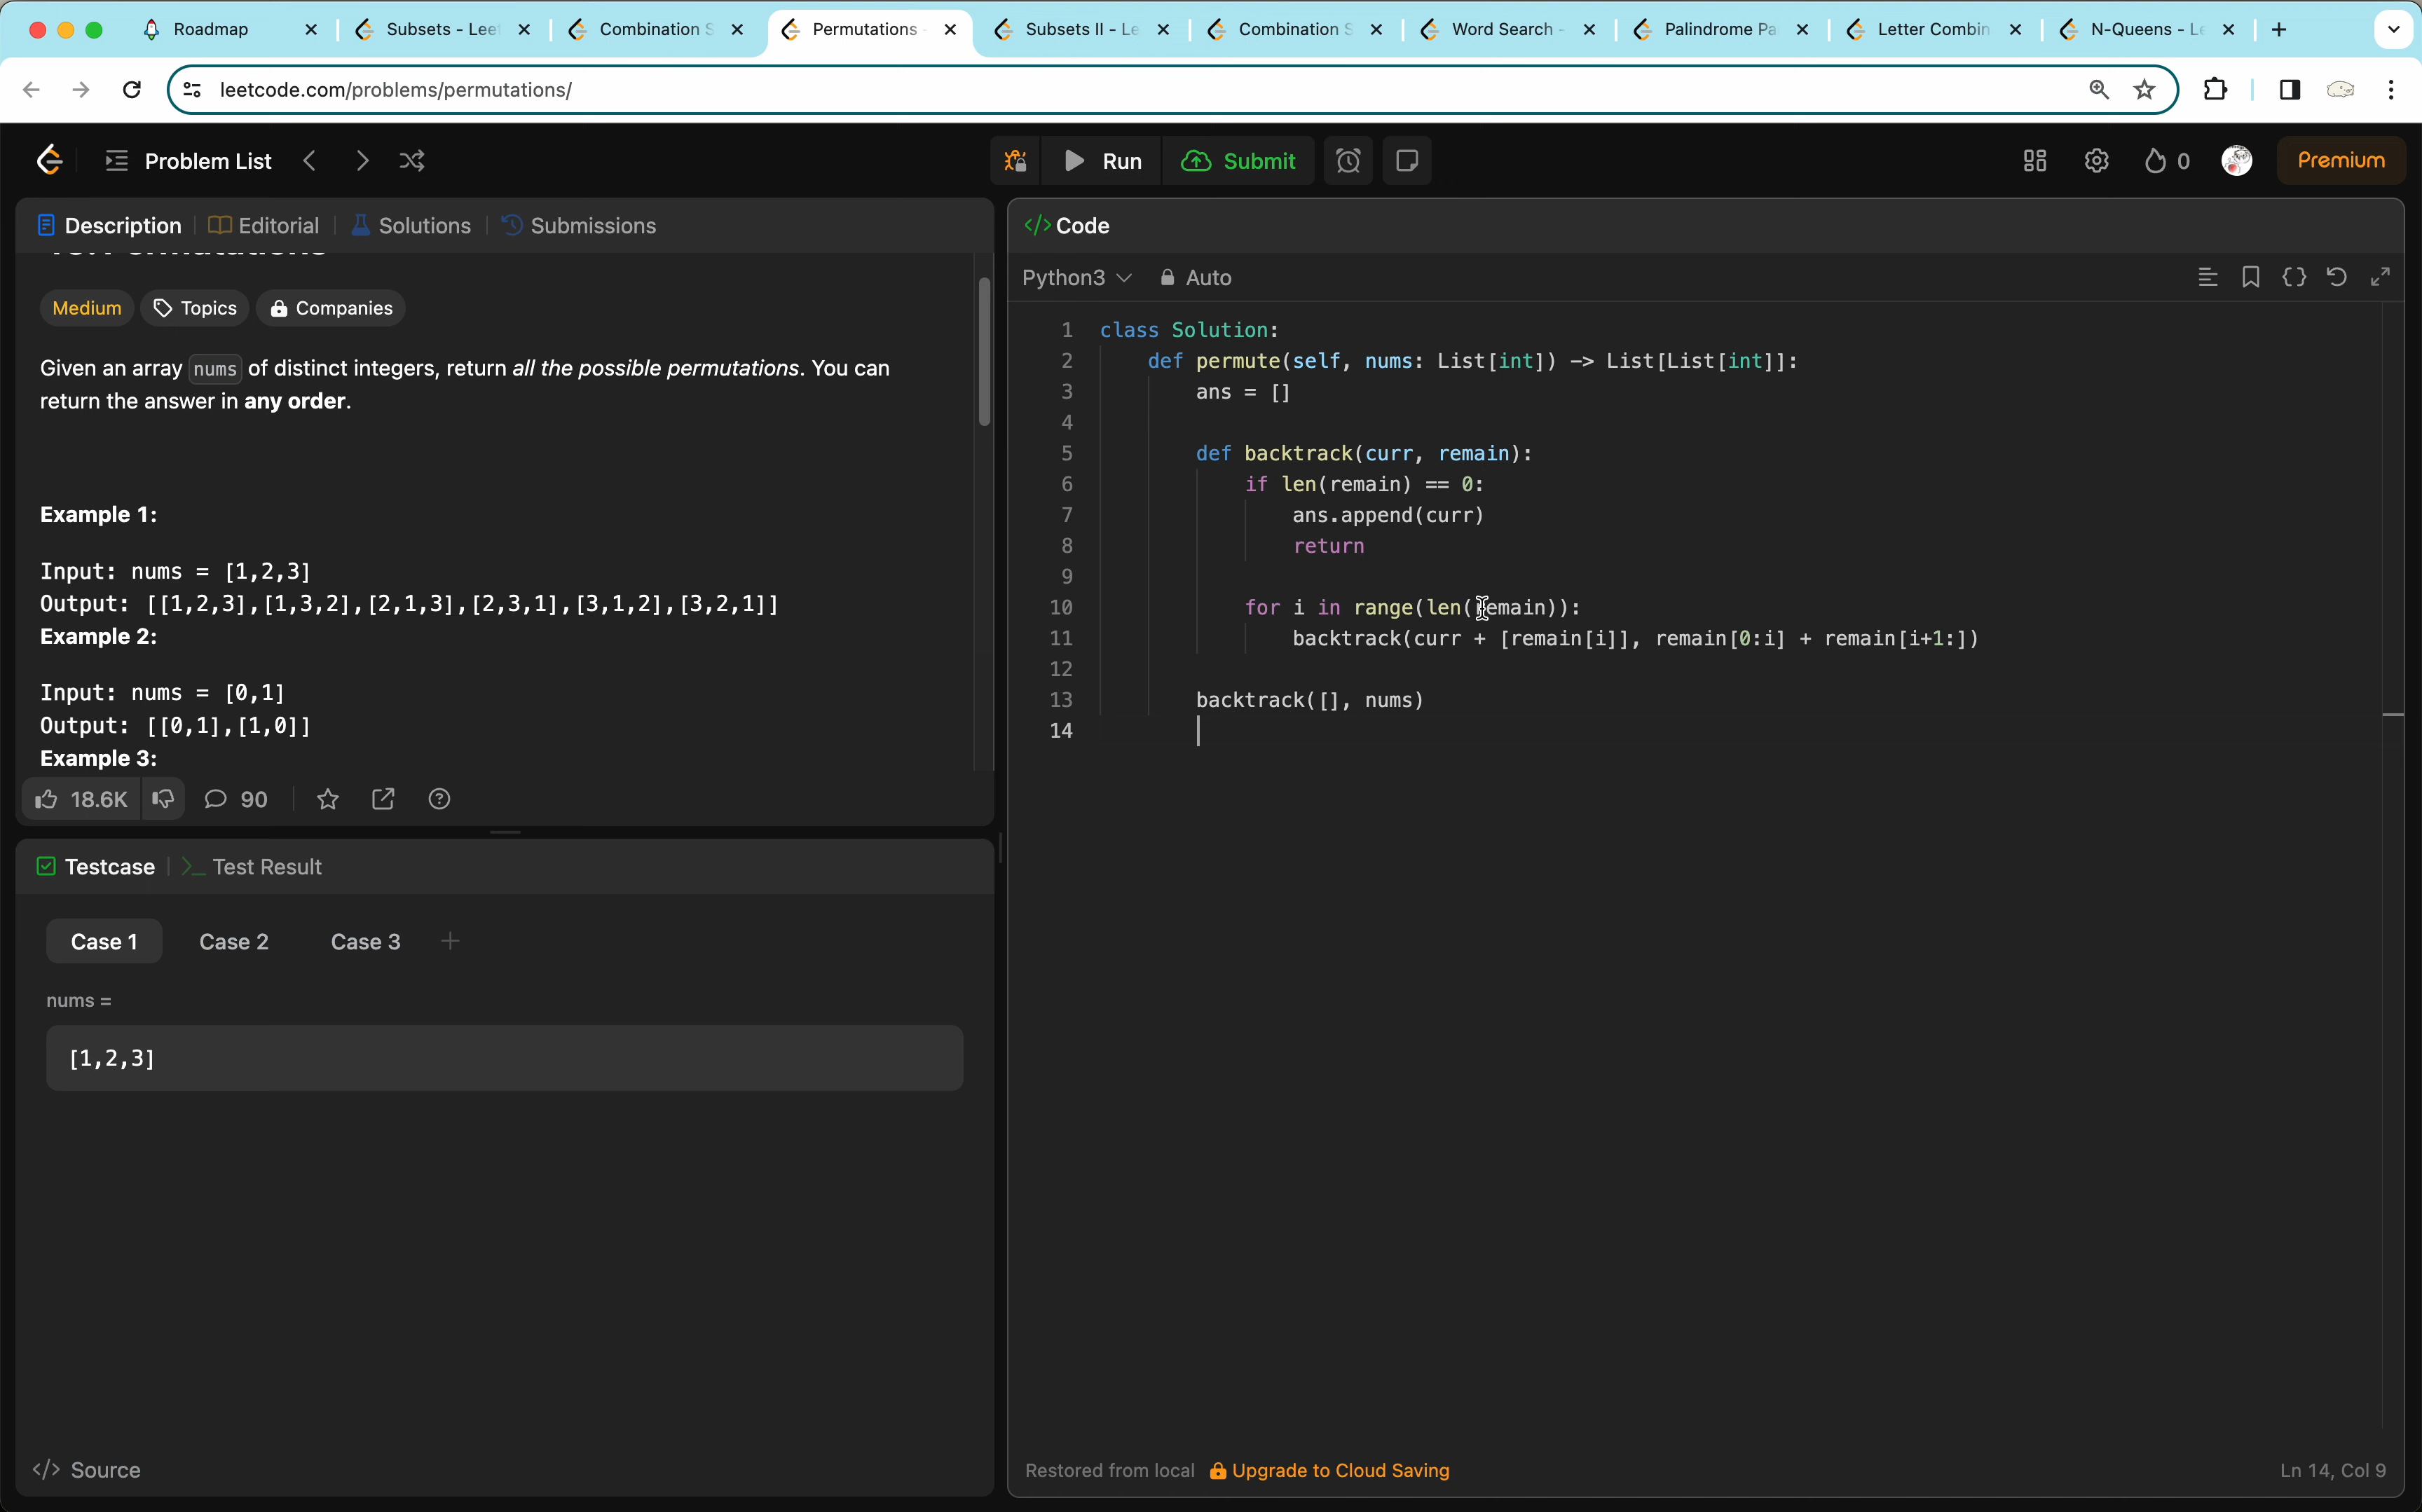 Roadmap
Subsets - Lee
Combination S
Permutations -
Subsets II - Le
Combination S
Word Search -
Palindrome Pa
Letter Combin
N-Queens - Le
leetcode.com/problems/permutations/
Problem List
Run
Submit
0
Premium
Description
Editorial
Solutions
Submissions
Medium
Topics
Companies
Given an array nums of distinct integers, return all the possible permutations. You can
return the answer in any order.
Example 1:
Input: nums = [1,2,3]
Output: [[1,2,3],[1,3,2],[2,1,3],[2,3,1],[3,1,2],[3,2,1]]
Example 2:
Input: nums = [0,1]
Output: [[0,1],[1,0]]
Example 3:
18.6K
90
Testcase
Test Result
Case 1
Case 2
Case 3
nums =
[1,2,3]
Source
Code
Python3
Auto
1 class Solution:
2     def permute(self, nums: List[int]) -> List[List[int]]:
3         ans = []
4
5         def backtrack(curr, remain):
6             if len(remain) == 0:
7                 ans.append(curr)
8                 return
9
10             for i in range(len(remain)):
11                 backtrack(curr + [remain[i]], remain[0:i] + remain[i+1:])
12
13         backtrack([], nums)
14
Restored from local
Upgrade to Cloud Saving
Ln 14, Col 9